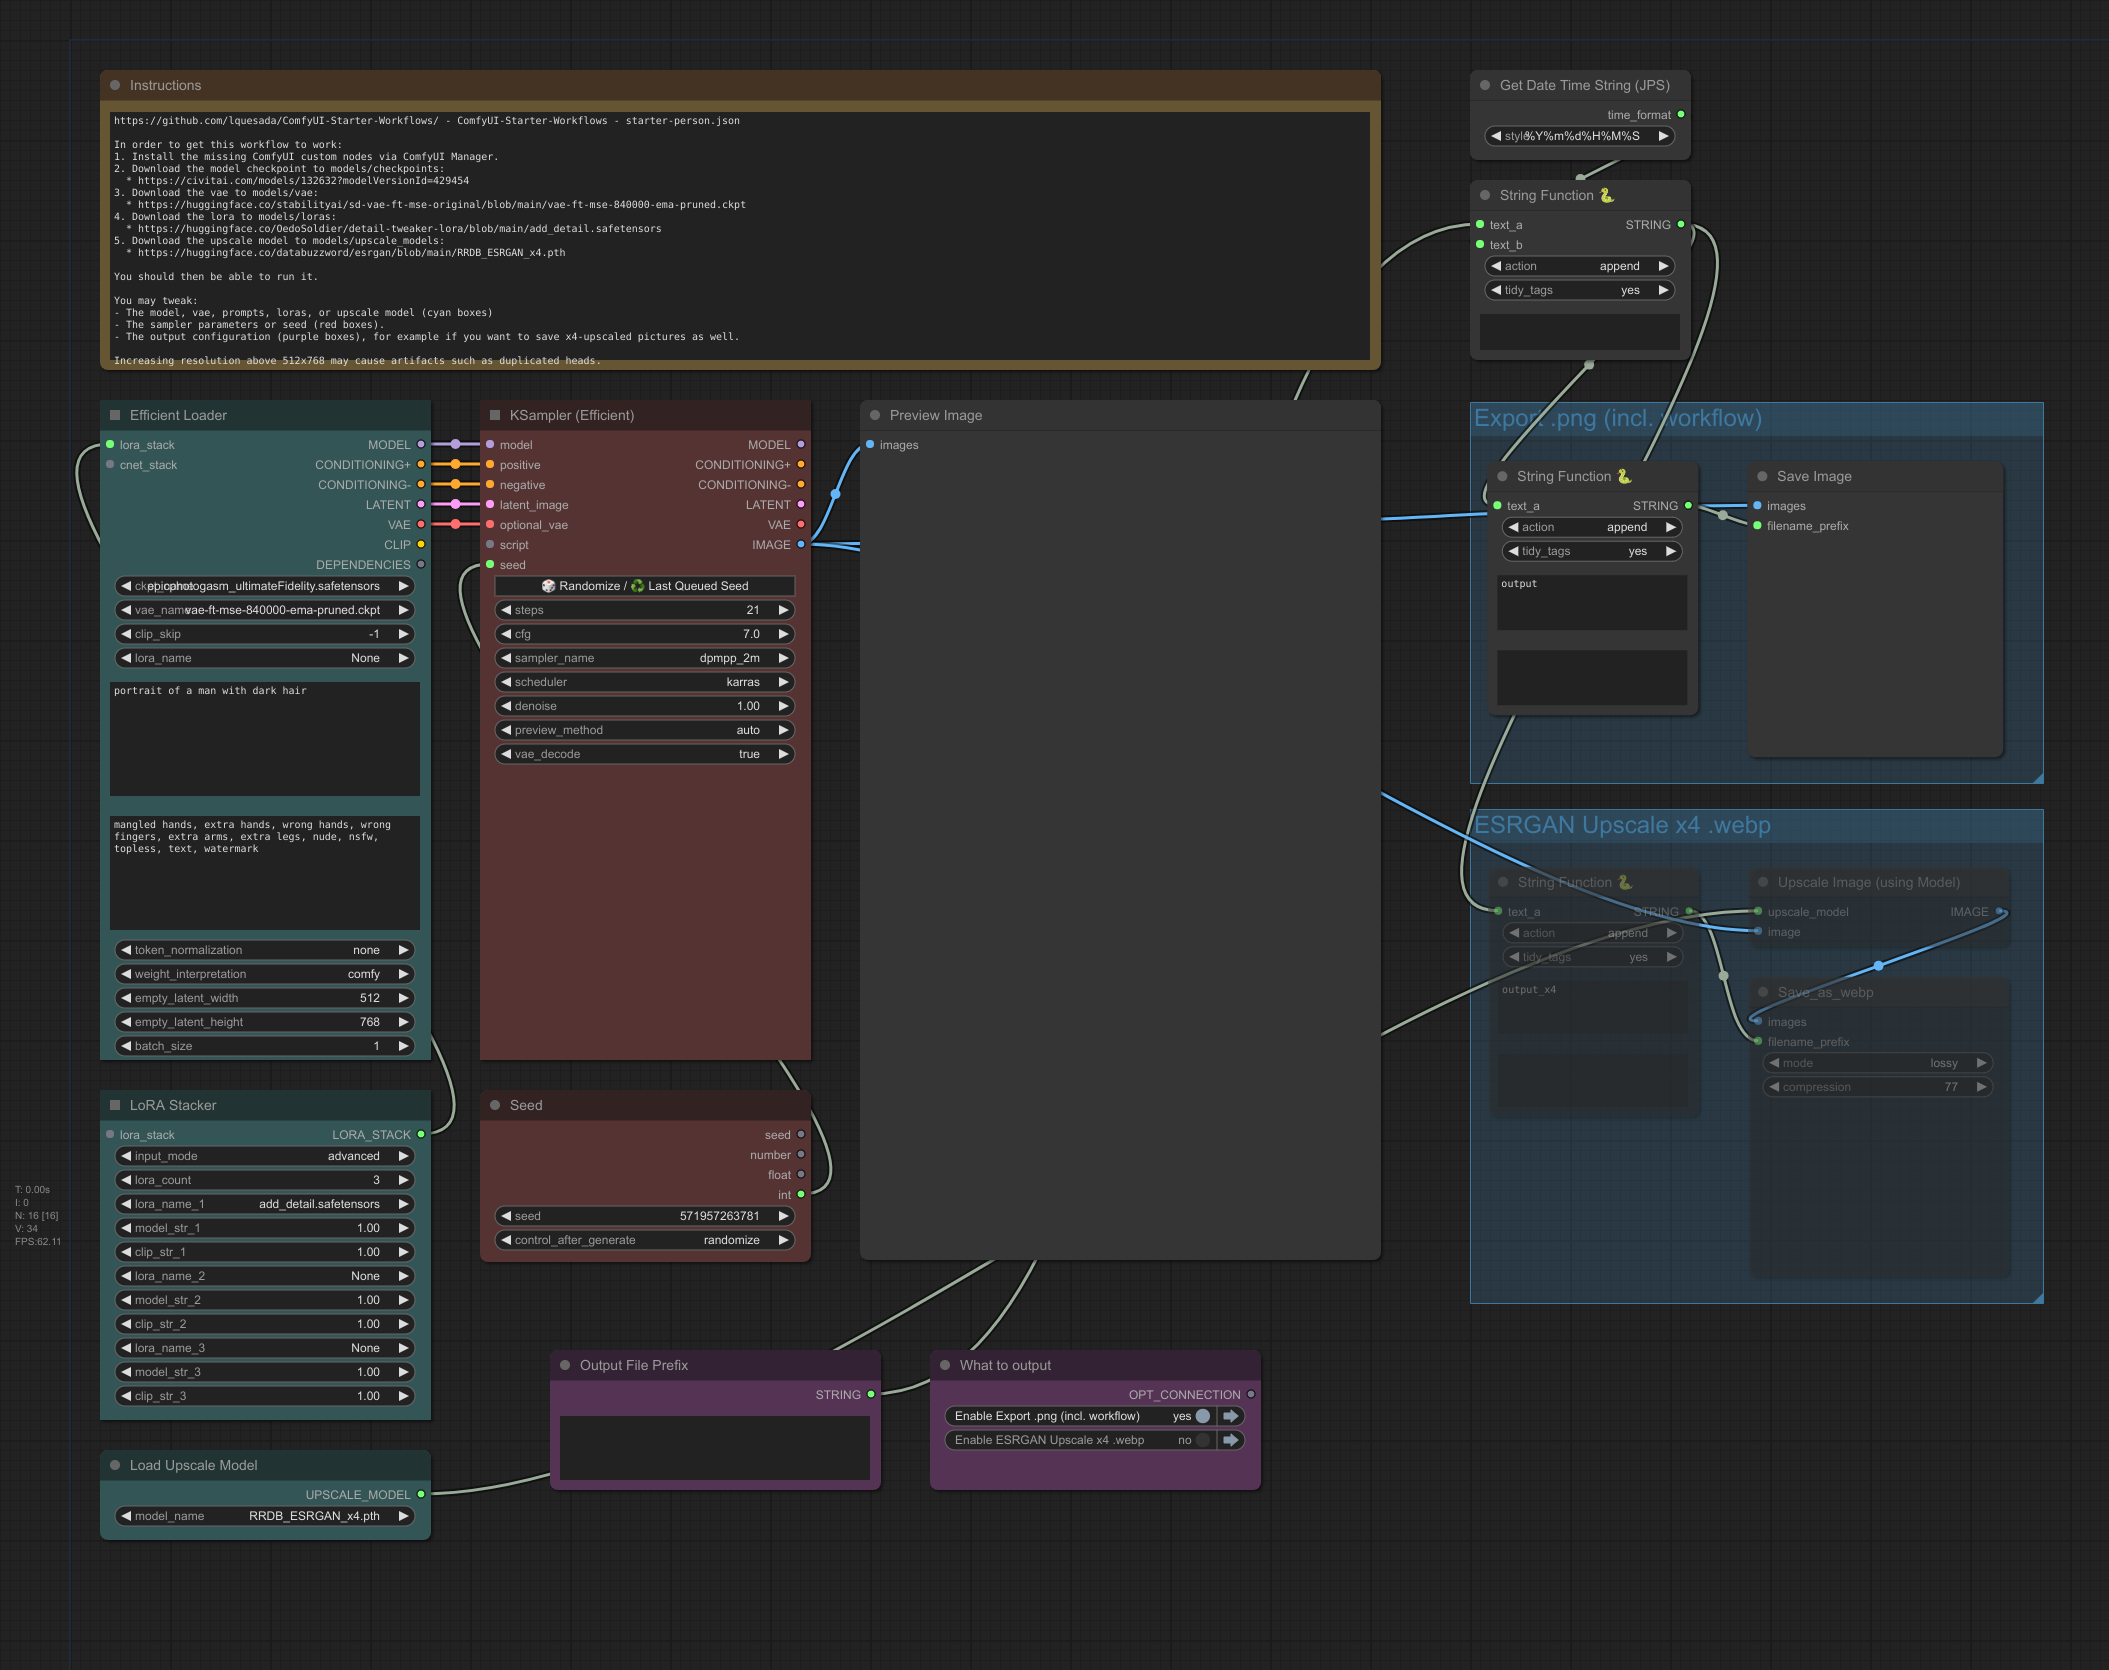 Instructions
https://github.com/lquesada/ComfyUI-Starter-Workflows/ - ComfyUI-Starter-Workflows - starter-person.json
In order to get this workflow to work:
1. Install the missing ComfyUI custom nodes via ComfyUI Manager.
2. Download the model checkpoint to models/checkpoints:
* https://civitai.com/models/132632?modelVersionId=429454
3. Download the vae to models/vae:
* https://huggingface.co/stabilityai/sd-vae-ft-mse-original/blob/main/vae-ft-mse-840000-ema-pruned.ckpt
4. Download the lora to models/loras:
* https://huggingface.co/OedoSoldier/detail-tweaker-lora/blob/main/add_detail.safetensors
5. Download the upscale model to models/upscale_models:
* https://huggingface.co/databuzzword/esrgan/blob/main/RRDB_ESRGAN_x4.pth
You should then be able to run it.
You may tweak:
- The model, vae, prompts, loras, or upscale model (cyan boxes)
- The sampler parameters or seed (red boxes).
- The output configuration (purple boxes), for example if you want to save x4-upscaled pictures as well.
Increasing resolution above 512x768 may cause artifacts such as duplicated heads.
Get Date Time String (JPS)
time_format
style %Y%m%d%H%M%S
String Function 🐍
text_a STRING
text_b
action append
tidy_tags yes
Efficient Loader
lora_stack MODEL
cnet_stack CONDITIONING+
CONDITIONING-
LATENT
VAE
CLIP
DEPENDENCIES
epicphotogasm_ultimateFidelity.safetensors
vae_name vae-ft-mse-840000-ema-pruned.ckpt
clip_skip -1
lora_name None
portrait of a man with dark hair
mangled hands, extra hands, wrong hands, wrong
fingers, extra arms, extra legs, nude, nsfw,
topless, text, watermark
token_normalization none
weight_interpretation comfy
empty_latent_width 512
empty_latent_height 768
batch_size 1
KSampler (Efficient)
model MODEL
positive CONDITIONING+
negative CONDITIONING-
latent_image LATENT
optional_vae VAE
script IMAGE
seed
🎲 Randomize / ♻️ Last Queued Seed
steps 21
cfg 7.0
sampler_name dpmpp_2m
scheduler karras
denoise 1.00
preview_method auto
vae_decode true
Preview Image
images
Export .png (incl. workflow)
String Function 🐍
text_a STRING
action append
tidy_tags yes
output
Save Image
images
filename_prefix
ESRGAN Upscale x4 .webp
String Function 🐍
text_a STRING
action append
tidy_tags yes
output_x4
Upscale Image (using Model)
upscale_model IMAGE
image
Save_as_webp
images
filename_prefix
mode lossy
compression 77
LoRA Stacker
lora_stack LORA_STACK
input_mode advanced
lora_count 3
lora_name_1 add_detail.safetensors
model_str_1 1.00
clip_str_1 1.00
lora_name_2 None
model_str_2 1.00
clip_str_2 1.00
lora_name_3 None
model_str_3 1.00
clip_str_3 1.00
Seed
seed
number
float
int
seed 571957263781
control_after_generate randomize
T: 0.00s
I: 0
N: 16 [16]
V: 34
FPS:62.11
Output File Prefix
STRING
What to output
OPT_CONNECTION
Enable Export .png (incl. workflow) yes
Enable ESRGAN Upscale x4 .webp no
Load Upscale Model
UPSCALE_MODEL
model_name RRDB_ESRGAN_x4.pth